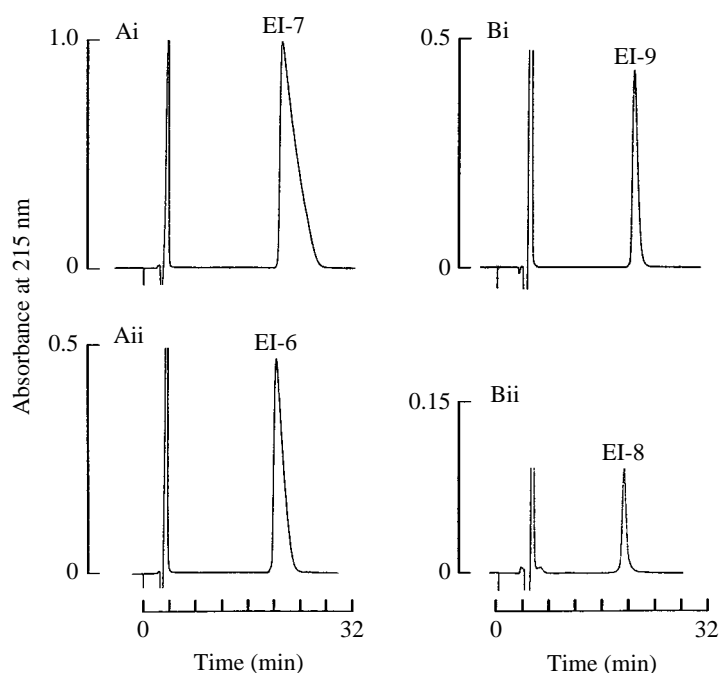 Absorbance at 215 nm
Ai
EI-7
1.0
0
Bi
EI-9
0.5
0
Aii
EI-6
0.5
0
Bii
EI-8
0.15
0
0 32
Time (min)
0 32
Time (min)